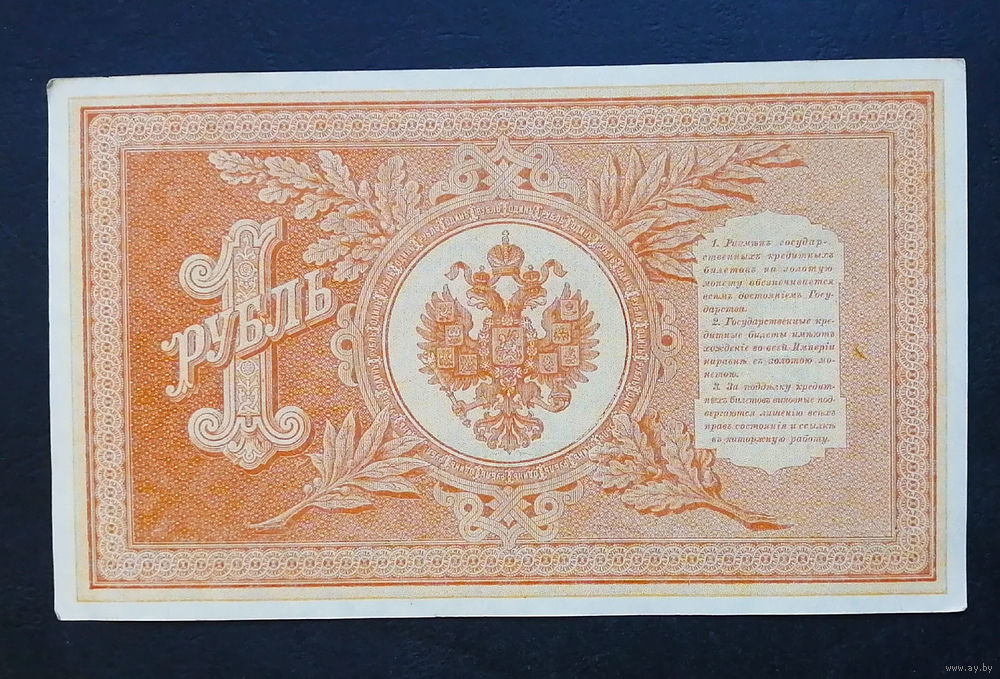 1
РУБЛЬ
1. Размѣнъ государ-
ственныхъ кредитныхъ
билетовъ на золотую
монету обезпечивается
всѣмъ достояніемъ Госу-
дарства.
2. Государственные кре-
дитные билеты имѣютъ
хожденіе во всей Имперіи
наравнѣ съ золотою мо-
нетою.
3. За поддѣлку кредит-
ныхъ билетовъ виновные под-
вергаются лишенію всѣхъ
правъ состоянія и ссылкѣ
въ каторжную работу.
www.ay.by